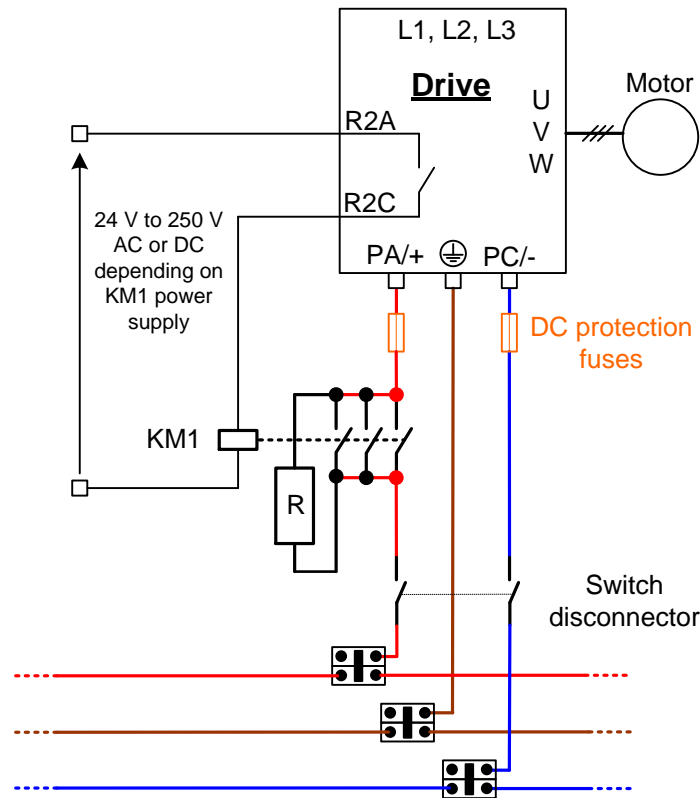 L1, L2, L3
Drive
Motor
U
V
W
R2A
R2C
24 V to 250 V
AC or DC
depending on
KM1 power
supply
PA/+
PC/-
DC protection
fuses
KM1
R
Switch
disconnector